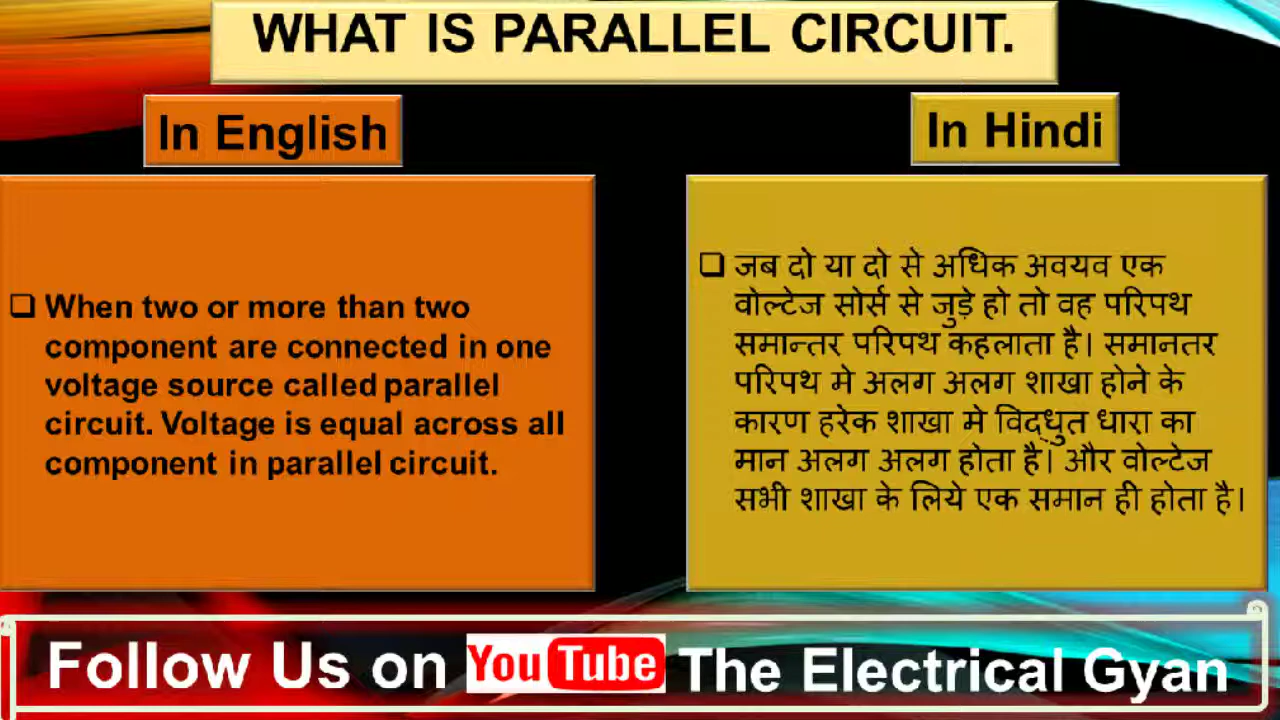 WHAT IS PARALLEL CIRCUIT.
In English
In Hindi
❑ When two or more than two
component are connected in one
voltage source called parallel
circuit. Voltage is equal across all
component in parallel circuit.
❑ जब दो या दो से अधिक अवयव एक
वोल्टेज सोर्स से जुड़े हो तो वह परिपथ
समान्तर परिपथ कहलाता है। समानतर
परिपथ मे अलग अलग शाखा होने के
कारण हरेक शाखा मे विद्धुत धारा का
मान अलग अलग होता है। और वोल्टेज
सभी शाखा के लिये एक समान ही होता है।
Follow Us on YouTube The Electrical Gyan